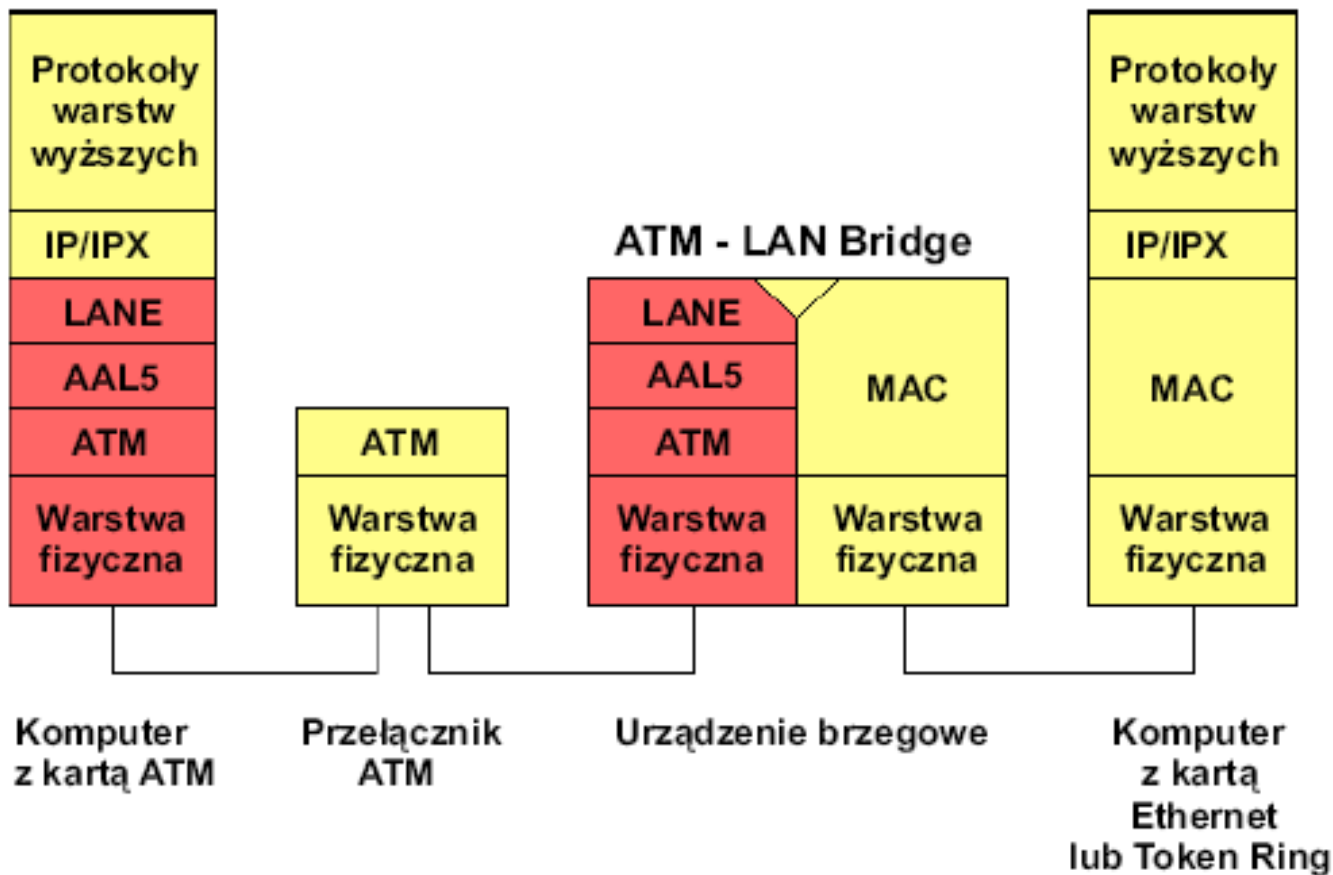 Protokoły
warstw
wyższych
IP/IPX
LANE
AAL5
ATM
Warstwa
fizyczna
Komputer
z kartą ATM
ATM
Warstwa
fizyczna
Przełącznik
ATM
ATM - LAN Bridge
LANE
AAL5
ATM
Warstwa
fizyczna
MAC
Warstwa
fizyczna
Urządzenie brzegowe
Protokoły
warstw
wyższych
IP/IPX
MAC
Warstwa
fizyczna
Komputer
z kartą
Ethernet
lub Token Ring